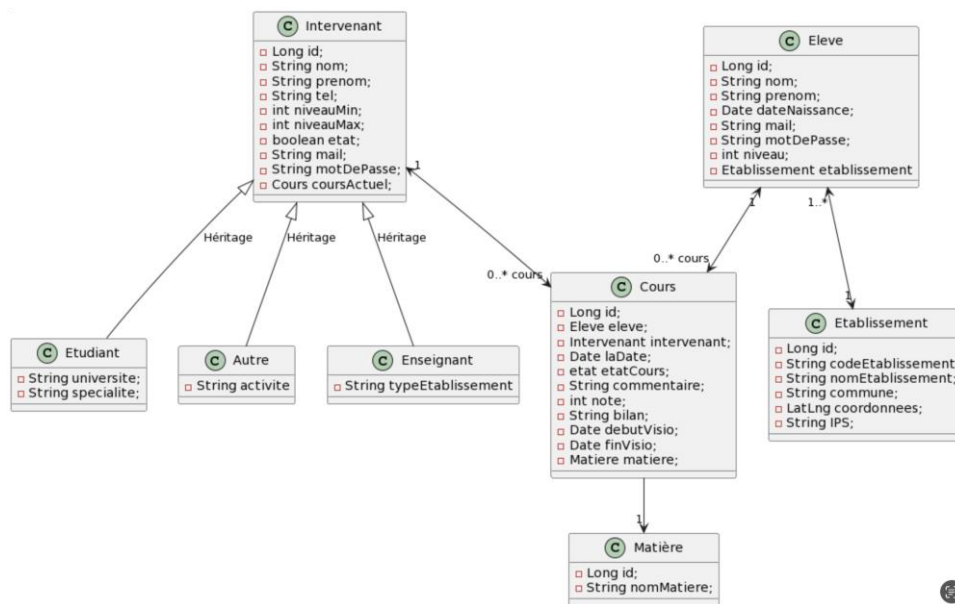 C Intervenant
Long id;
String nom;
String prenom;
String tel;
int niveauMin;
int niveauMax;
boolean etat;
String mail;
String motDePasse;
Cours coursActuel;
C Eleve
Long id;
String nom;
String prenom;
Date dateNaissance;
String mail;
String motDePasse;
int niveau;
Etablissement etablissement
1
1
1..*
Héritage
Héritage
Héritage
0..* cours
0..* cours
1
C Etudiant
String universite;
String specialite;
C Autre
String activite
C Enseignant
String typeEtablissement
C Cours
Long id;
Eleve eleve;
Intervenant intervenant;
Date laDate;
etat etatCours;
String commentaire;
int note;
String bilan;
Date debutVisio;
Date finVisio;
Matiere matiere;
C Etablissement
Long id;
String codeEtablissement
String nomEtablissement;
String commune;
LatLng coordonnees;
String IPS;
1
C Matière
Long id;
String nomMatiere;